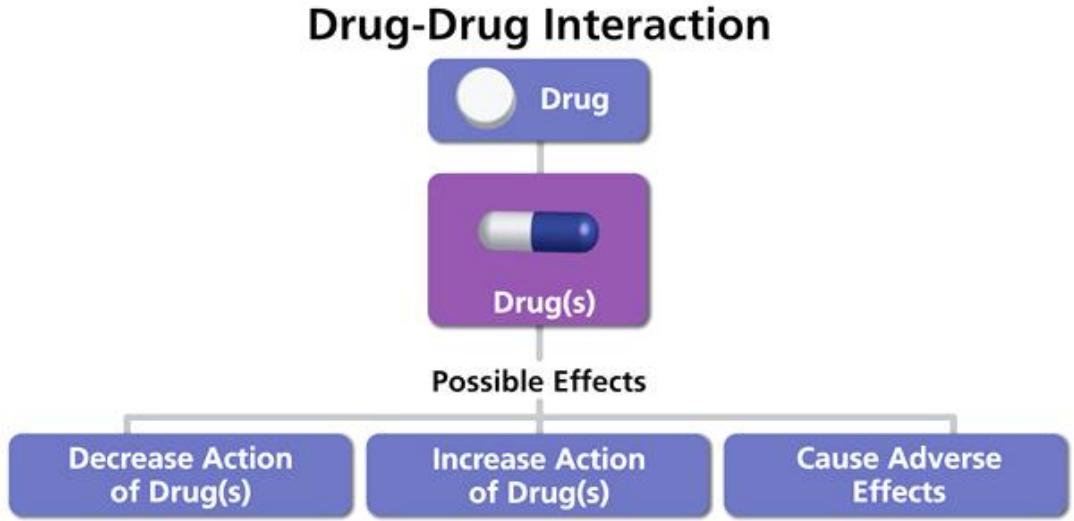 Drug-Drug Interaction
Drug
Drug(s)
Possible Effects
Decrease Action
of Drug(s)
Increase Action
of Drug(s)
Cause Adverse
Effects